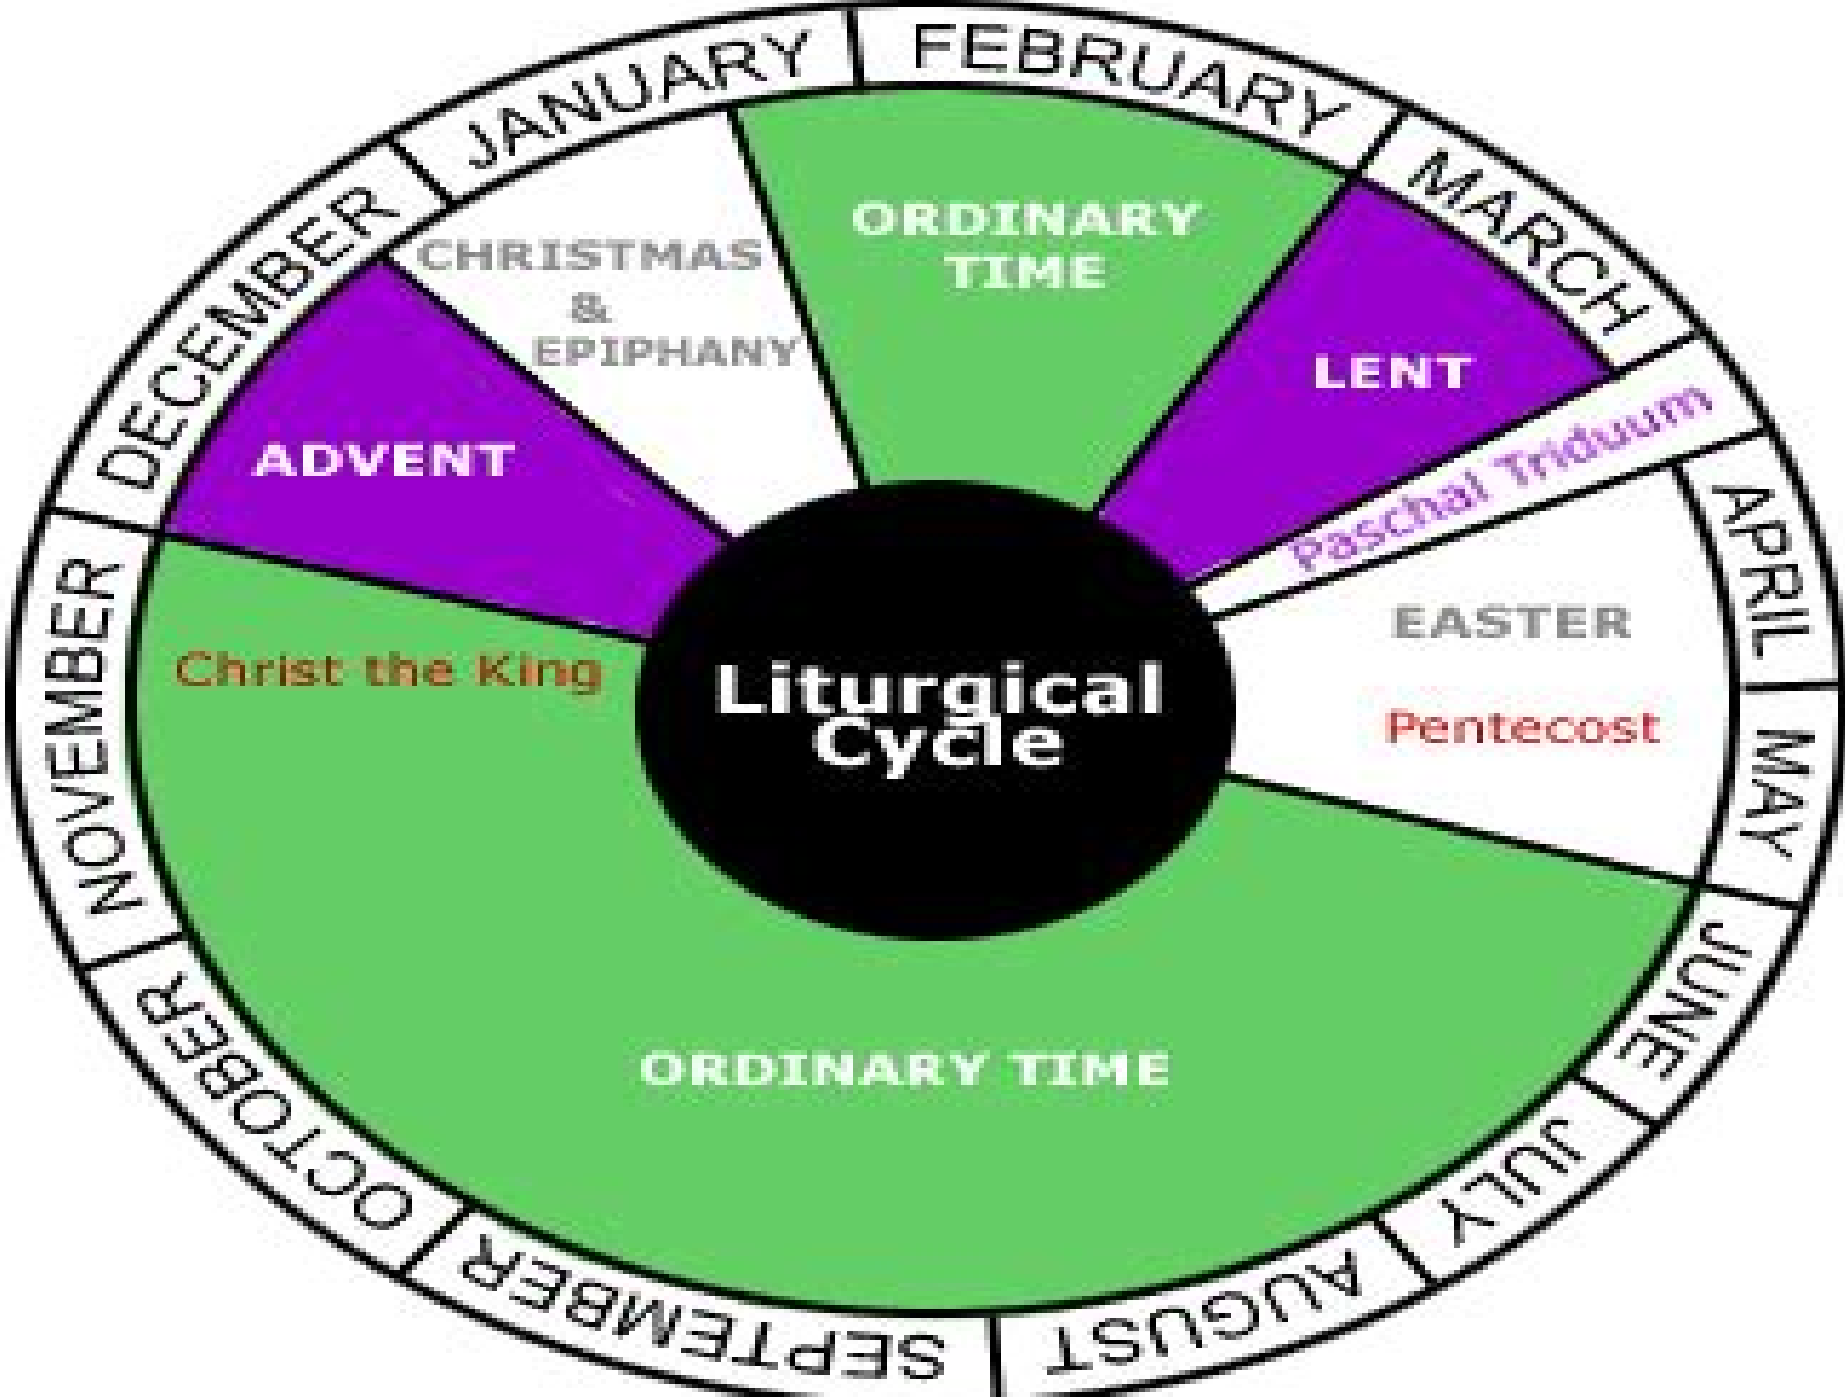 JANUARY
FEBRUARY
MARCH
APRIL
MAY
JUNE
JULY
AUGUST
SEPTEMBER
OCTOBER
NOVEMBER
DECEMBER
ORDINARY
TIME
LENT
Paschal Triduum
EASTER
Pentecost
ORDINARY TIME
Christ the King
ADVENT
CHRISTMAS
&
EPIPHANY
Liturgical
Cycle